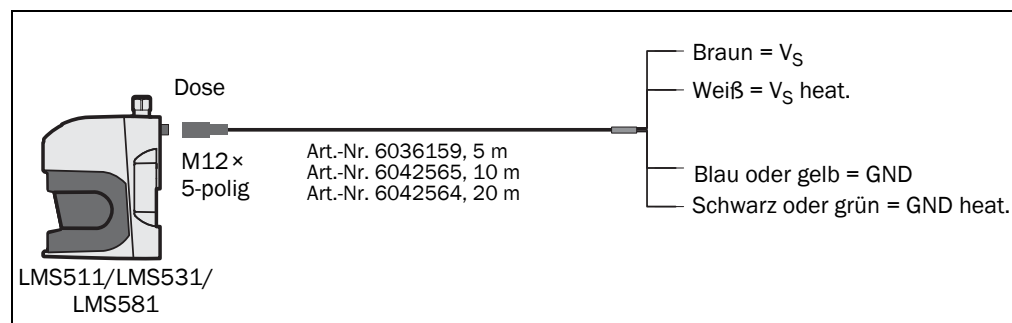 Dose
M12 ×
5-polig
Art.-Nr. 6036159, 5 m
Art.-Nr. 6042565, 10 m
Art.-Nr. 6042564, 20 m
Braun = VS
Weiß = VS heat.
Blau oder gelb = GND
Schwarz oder grün = GND heat.
LMS511/LMS531/
LMS581